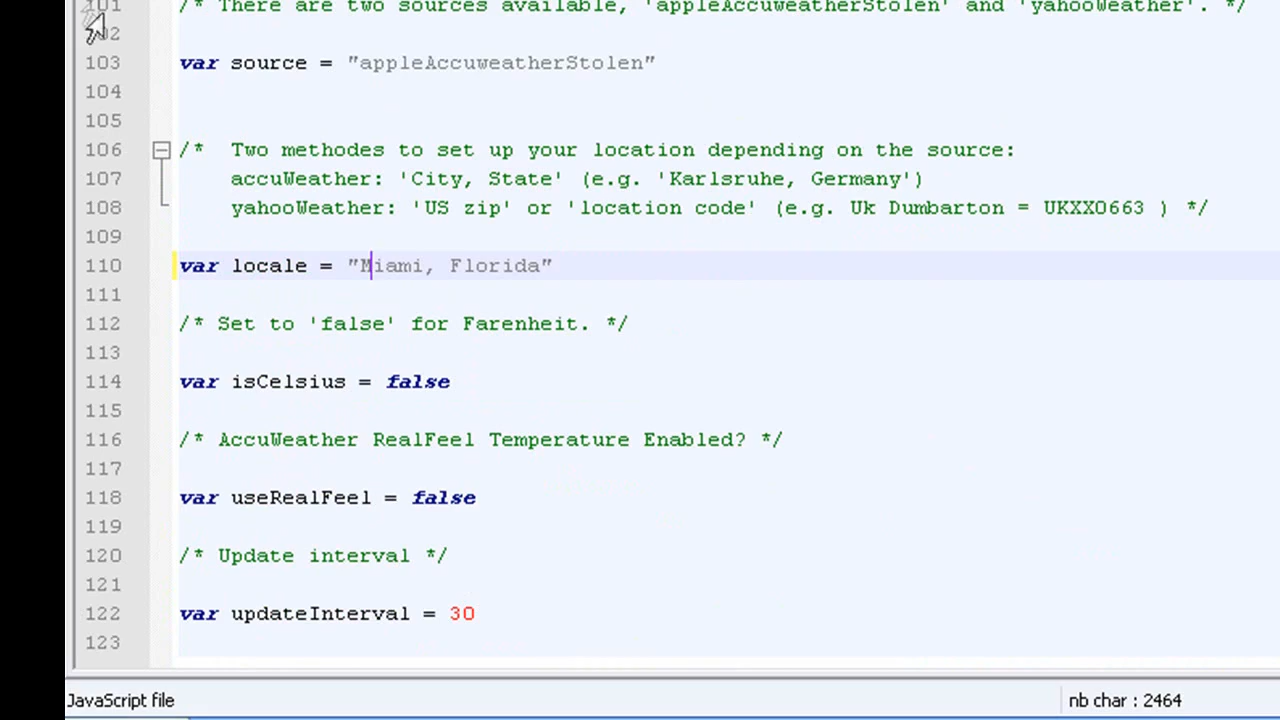 101 /* There are two sources available, 'appleAccuweatherStolen' and 'yahooWeather'. */
102
103 var source = "appleAccuweatherStolen"
104
105
106 /* Two methodes to set up your location depending on the source:
107 accuWeather: 'City, State' (e.g. 'Karlsruhe, Germany')
108 yahooWeather: 'US zip' or 'location code' (e.g. Uk Dumbarton = UKXX0663 ) */
109
110 var locale = "Miami, Florida"
111
112 /* Set to 'false' for Farenheit. */
113
114 var isCelsius = false
115
116 /* AccuWeather RealFeel Temperature Enabled? */
117
118 var useRealFeel = false
119
120 /* Update interval */
121
122 var updateInterval = 30
123
JavaScript file nb char : 2464